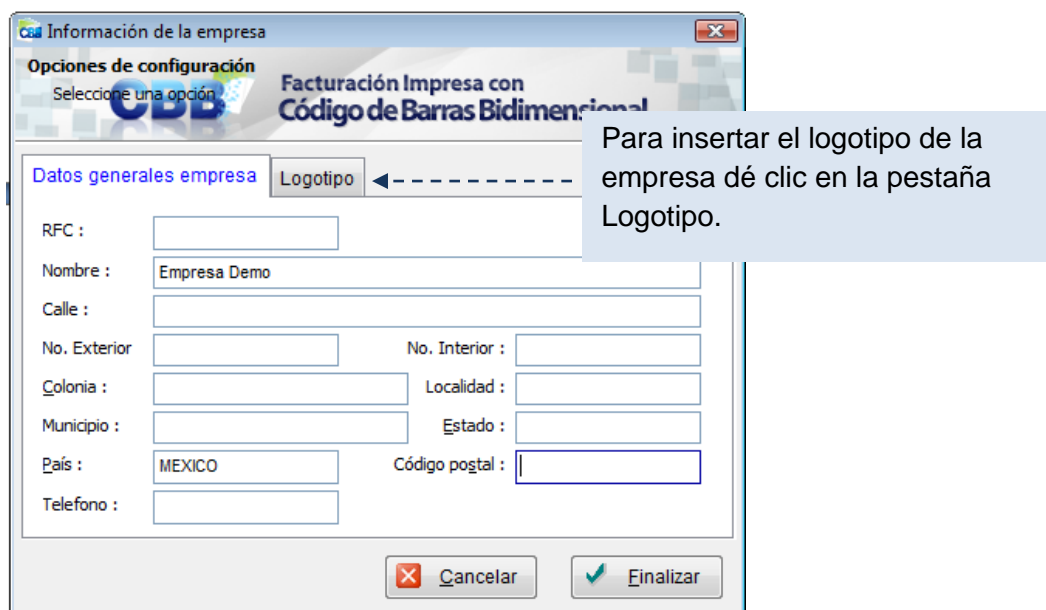 CBB Información de la empresa
Opciones de configuración
Seleccione una opción
CBB
Facturación Impresa con
Código de Barras Bidimensional
Para insertar el logotipo de la
empresa dé clic en la pestaña
Logotipo.
Datos generales empresa Logotipo
RFC :
Nombre : Empresa Demo
Calle :
No. Exterior No. Interior :
Colonia : Localidad :
Municipio : Estado :
País : MEXICO Código postal :
Telefono :
Cancelar Finalizar